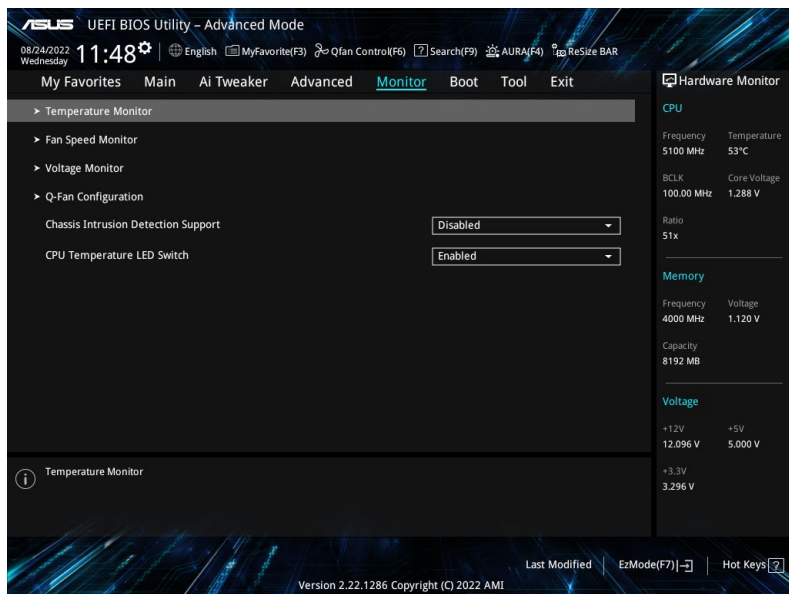 ASUS UEFI BIOS Utility – Advanced Mode
08/24/2022 Wednesday 11:48 English MyFavorite(F3) Qfan Control(F6) ? Search(F9) AURA(F4) ReSize BAR
My Favorites Main Ai Tweaker Advanced Monitor Boot Tool Exit
> Temperature Monitor
> Fan Speed Monitor
> Voltage Monitor
> Q-Fan Configuration
Chassis Intrusion Detection Support Disabled
CPU Temperature LED Switch Enabled
Temperature Monitor
Hardware Monitor
CPU
Frequency Temperature
5100 MHz 53°C
BCLK Core Voltage
100.00 MHz 1.288 V
Ratio
51x
Memory
Frequency Voltage
4000 MHz 1.120 V
Capacity
8192 MB
Voltage
+12V +5V
12.096 V 5.000 V
+3.3V
3.296 V
Last Modified EzMode(F7) Hot Keys ?
Version 2.22.1286 Copyright (C) 2022 AMI